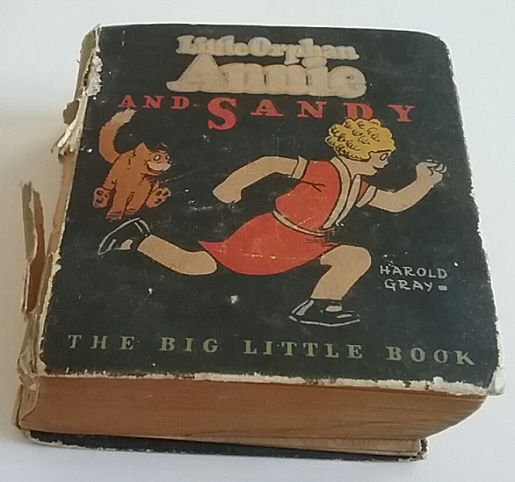 Little Orphan
Annie
AND SANDY
HAROLD
GRAY
THE BIG LITTLE BOOK